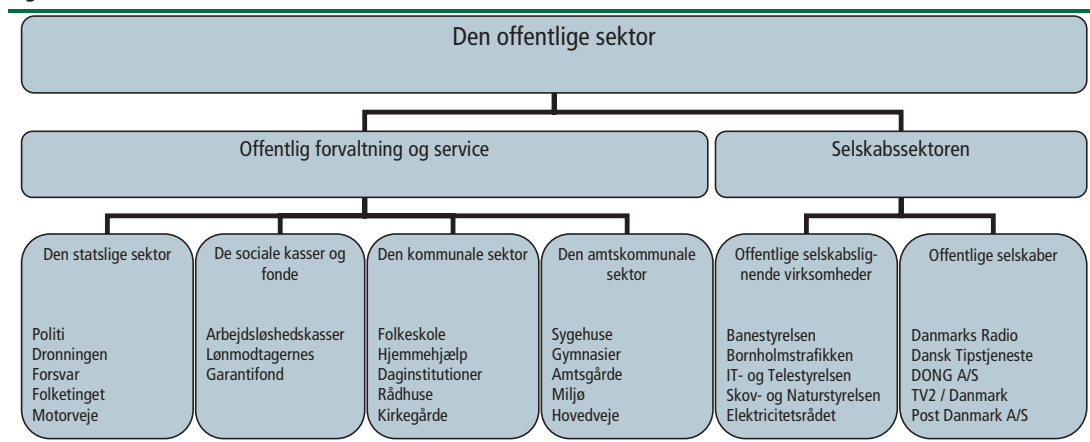 Den offentlige sektor
Offentlig forvaltning og service
Selskabssektoren
Den statslige sektor
Politi
Dronningen
Forsvar
Folketinget
Motorveje
De sociale kasser og
fonde
Arbejdsløshedskasser
Lønmodtagernes
Garantifond
Den kommunale sektor
Folkeskole
Hjemmehjælp
Daginstitutioner
Rådhuse
Kirkegårde
Den amtskommunale
sektor
Sygehuse
Gymnasier
Amtsgårde
Miljø
Hovedveje
Offentlige selskabslig-
nende virksomheder
Banestyrelsen
Bornholmstrafikken
IT- og Telestyrelsen
Skov- og Naturstyrelsen
Elektricitetsrådet
Offentlige selskaber
Danmarks Radio
Dansk Tipstjeneste
DONG A/S
TV2 / Danmark
Post Danmark A/S